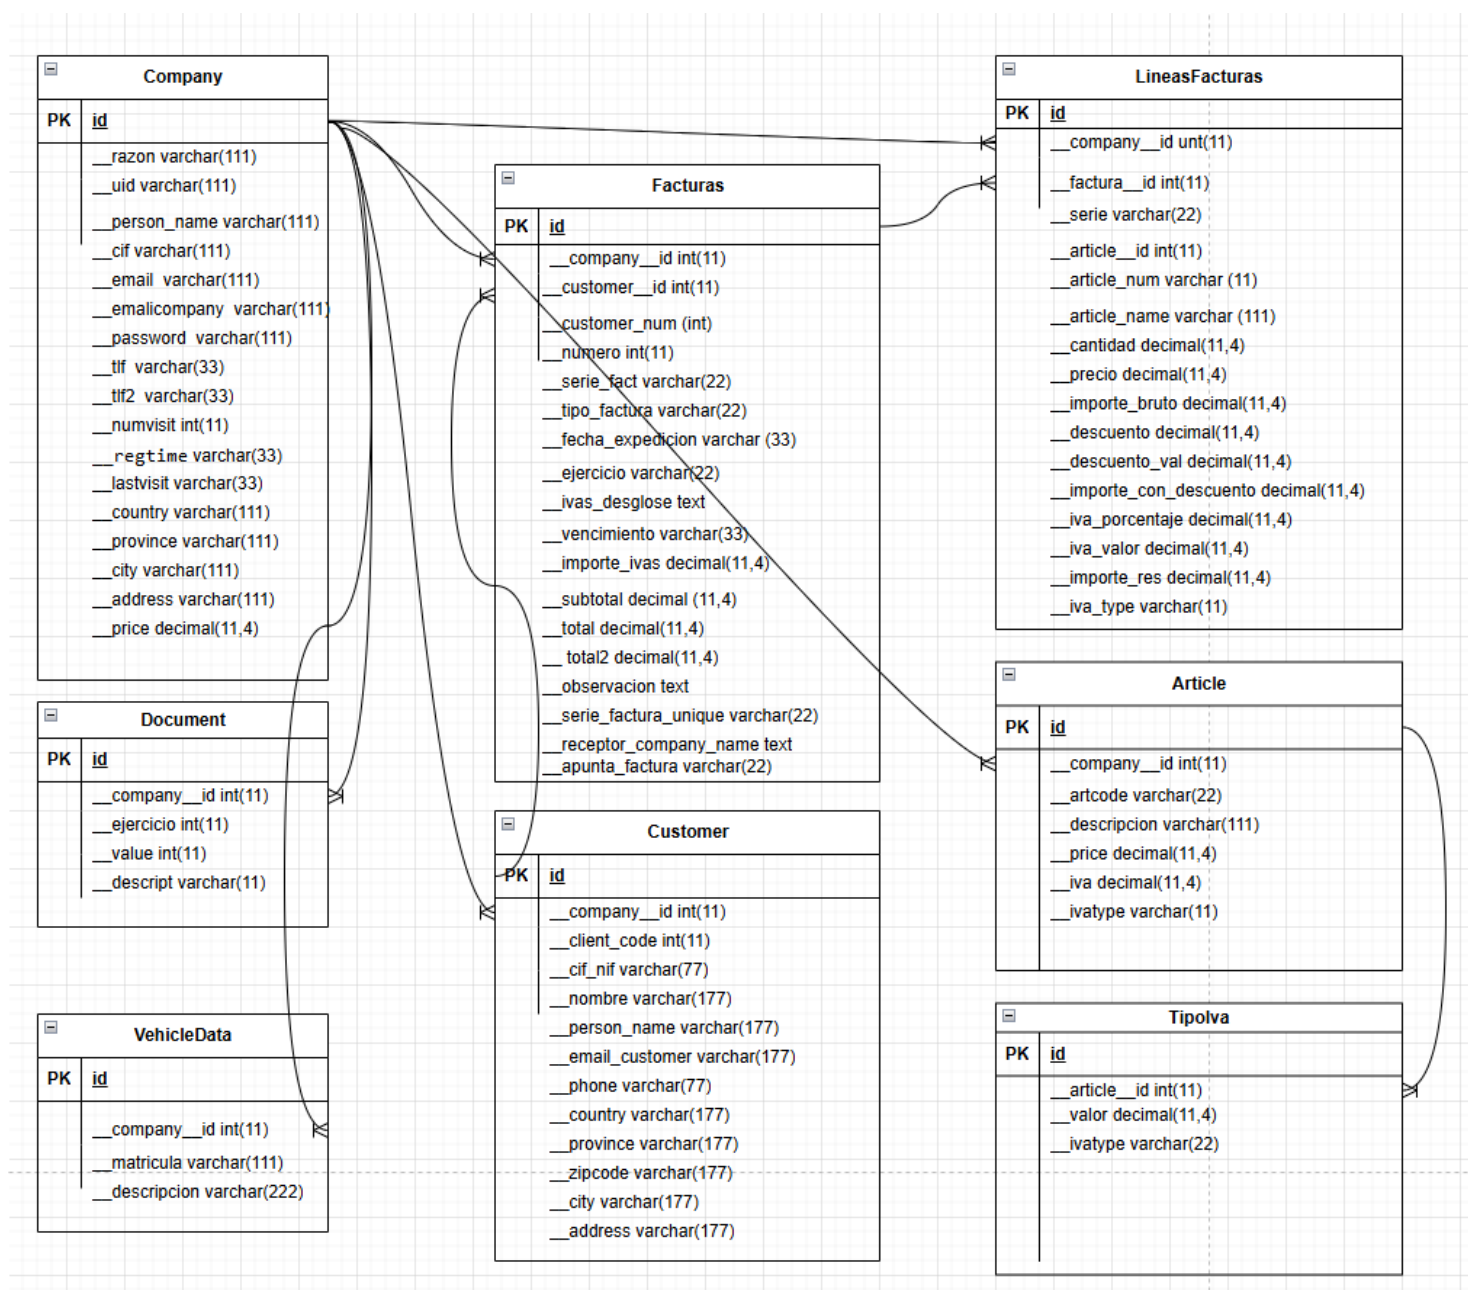 Company
PK id
__razon varchar(111)
__uid varchar(111)
__person_name varchar(111)
__cif varchar(111)
__email varchar(111)
__emalicompany varchar(111)
__password varchar(111)
__tlf varchar(33)
__tlf2 varchar(33)
__numvisit int(11)
__regtime varchar(33)
__lastvisit varchar(33)
__country varchar(111)
__province varchar(111)
__city varchar(111)
__address varchar(111)
__price decimal(11,4)
Document
PK id
__company__id int(11)
__ejercicio int(11)
__value int(11)
__descript varchar(11)
VehicleData
PK id
__company__id int(11)
__matricula varchar(111)
__descripcion varchar(222)
Facturas
PK id
__company__id int(11)
__customer__id int(11)
__customer_num (int)
__numero int(11)
__serie_fact varchar(22)
__tipo_factura varchar(22)
__fecha_expedicion varchar (33)
__ejercicio varchar(22)
__ivas_desglose text
__vencimiento varchar(33)
__importe_ivas decimal(11,4)
__subtotal decimal (11,4)
__total decimal(11,4)
__ total2 decimal(11,4)
__observacion text
__serie_factura_unique varchar(22)
__receptor_company_name text
__apunta_factura varchar(22)
Customer
PK id
__company__id int(11)
__client_code int(11)
__cif_nif varchar(77)
__nombre varchar(177)
__person_name varchar(177)
__email_customer varchar(177)
__phone varchar(77)
__country varchar(177)
__province varchar(177)
__zipcode varchar(177)
__city varchar(177)
__address varchar(177)
LineasFacturas
PK id
__company__id unt(11)
__factura__id int(11)
__serie varchar(22)
__article__id int(11)
__article_num varchar (11)
__article_name varchar (111)
__cantidad decimal(11,4)
__precio decimal(11,4)
__importe_bruto decimal(11,4)
__descuento decimal(11,4)
__descuento_val decimal(11,4)
__importe_con_descuento decimal(11,4)
__iva_porcentaje decimal(11,4)
__iva_valor decimal(11,4)
__importe_res decimal(11,4)
__iva_type varchar(11)
Article
PK id
__company__id int(11)
__artcode varchar(22)
__descripcion varchar(111)
__price decimal(11,4)
__iva decimal(11,4)
__ivatype varchar(11)
TipoIva
PK id
__article__id int(11)
__valor decimal(11,4)
__ivatype varchar(22)